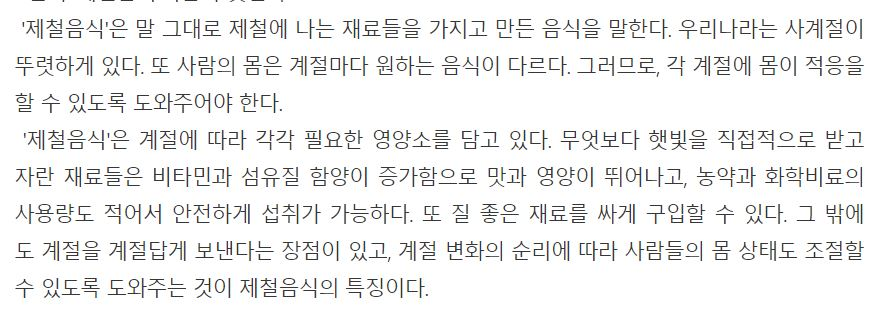 '제철음식'은 말 그대로 제철에 나는 재료들을 가지고 만든 음식을 말한다. 우리나라는 사계절이
뚜렷하게 있다. 또 사람의 몸은 계절마다 원하는 음식이 다르다. 그러므로, 각 계절에 몸이 적응을
할 수 있도록 도와주어야 한다.
'제철음식'은 계절에 따라 각각 필요한 영양소를 담고 있다. 무엇보다 햇빛을 직접적으로 받고
자란 재료들은 비타민과 섬유질 함양이 증가함으로 맛과 영양이 뛰어나고, 농약과 화학비료의
사용량도 적어서 안전하게 섭취가 가능하다. 또 질 좋은 재료를 싸게 구입할 수 있다. 그 밖에
도 계절을 계절답게 보낸다는 장점이 있고, 계절 변화의 순리에 따라 사람들의 몸 상태도 조절할
수 있도록 도와주는 것이 제철음식의 특징이다.